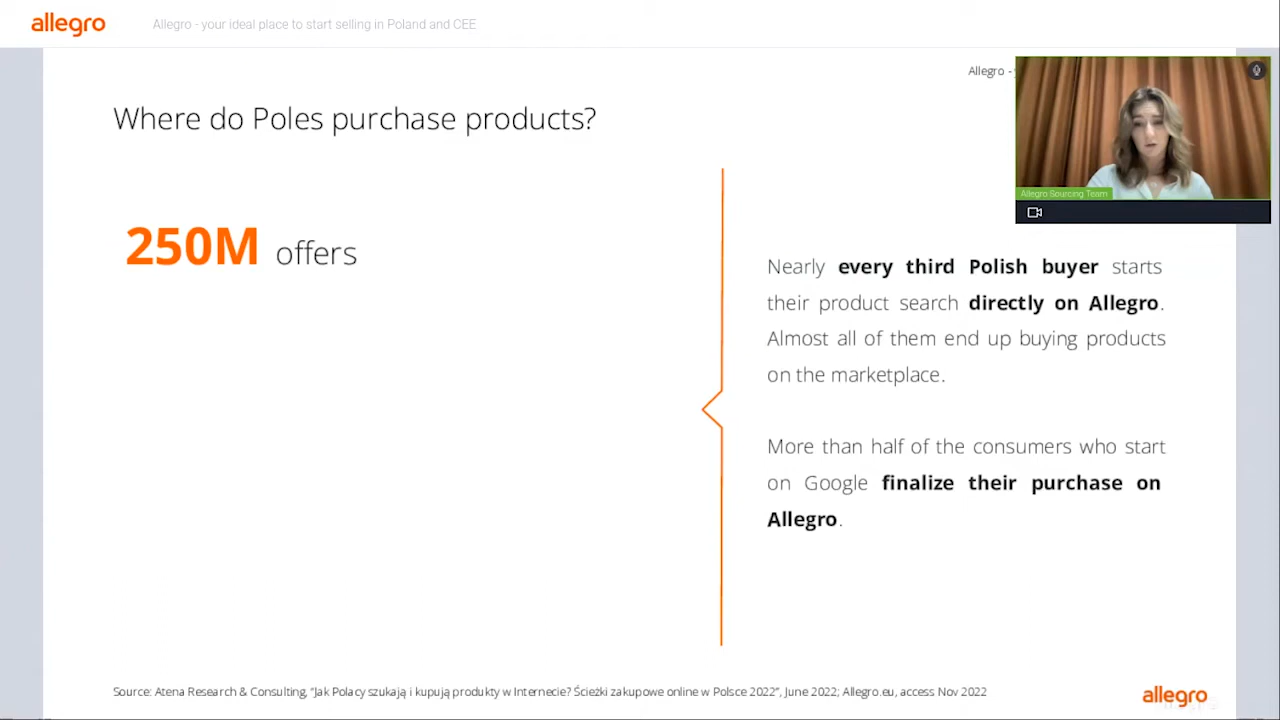 allegro
Allegro - your ideal place to start selling in Poland and CEE
Allegro -
Where do Poles purchase products?
Allegro Sourcing Team
250M offers
Nearly every third Polish buyer starts
their product search directly on Allegro.
Almost all of them end up buying products
on the marketplace.
More than half of the consumers who start
on Google finalize their purchase on
Allegro.
Source: Atena Research & Consulting, “Jak Polacy szukają i kupują produkty w Internecie? Ścieżki zakupowe online w Polsce 2022”, June 2022; Allegro.eu, access Nov 2022
allegro